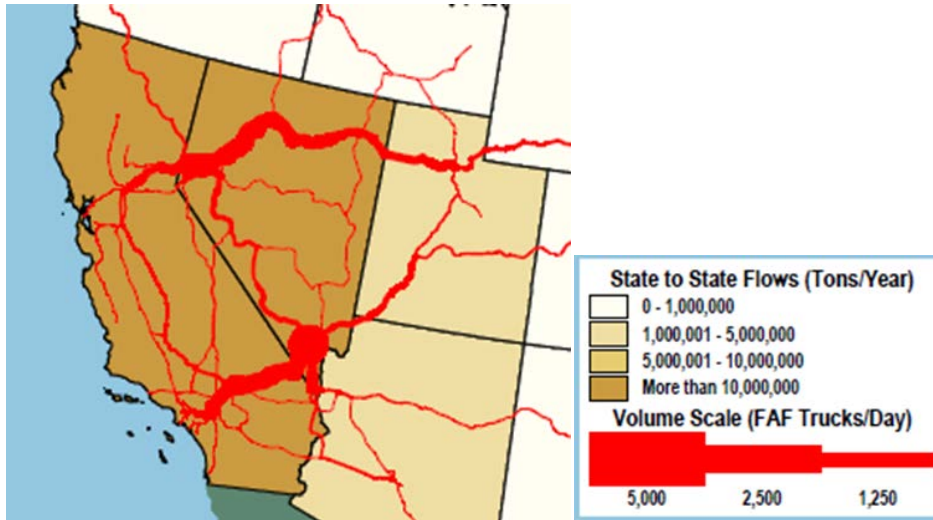 State to State Flows (Tons/Year)
0 - 1,000,000
1,000,001 - 5,000,000
5,000,001 - 10,000,000
More than 10,000,000
Volume Scale (FAF Trucks/Day)
5,000 2,500 1,250